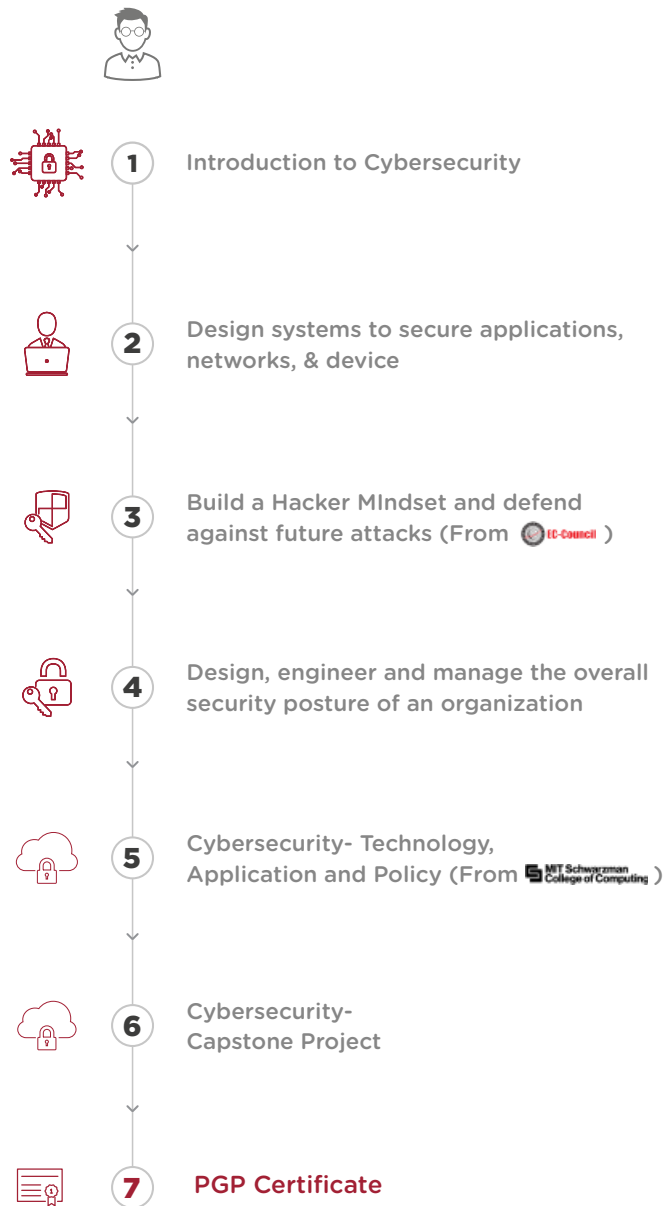 1
Introduction to Cybersecurity
2
Design systems to secure applications,
networks, & device
3
Build a Hacker MIndset and defend
against future attacks (From EC-Council )
4
Design, engineer and manage the overall
security posture of an organization
5
Cybersecurity- Technology,
Application and Policy (From MIT Schwarzman College of Computing )
6
Cybersecurity-
Capstone Project
7
PGP Certificate